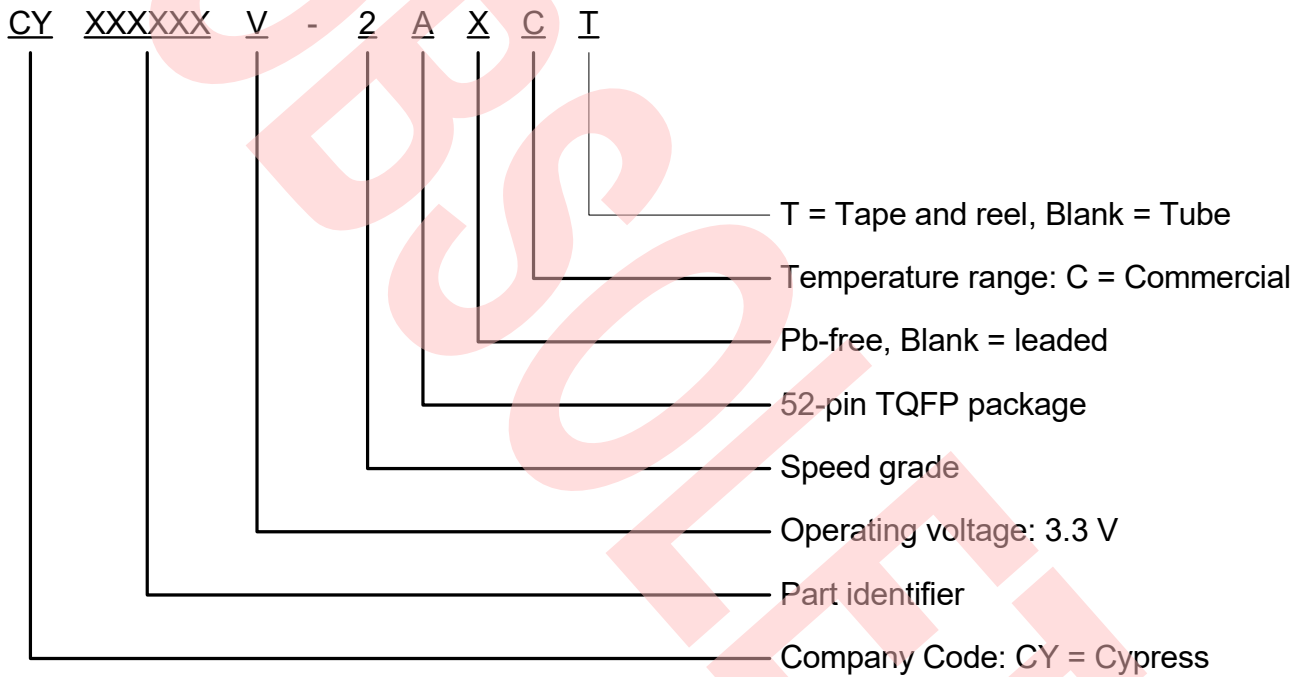 CY XXXXXX V - 2 A X C T
T = Tape and reel, Blank = Tube
Temperature range: C = Commercial
Pb-free, Blank = leaded
52-pin TQFP package
Speed grade
Operating voltage: 3.3 V
Part identifier
Company Code: CY = Cypress
OBSOLETE